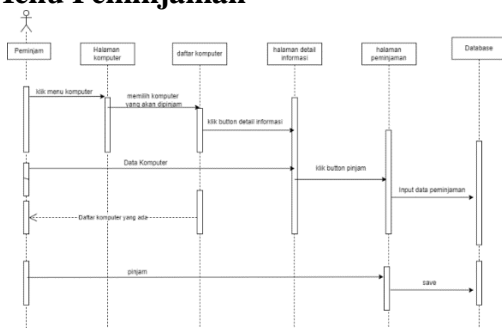 Menu Peminjaman
Peminjam
Halaman
komputer
daftar komputer
halaman detail
informasi
halaman
peminjaman
Database
klik menu komputer
memilih komputer
yang akan dipinjam
klik button detail informasi
Data Komputer
klik button pinjam
Input data peminjaman
Daftar komputer yang ada
pinjam
save